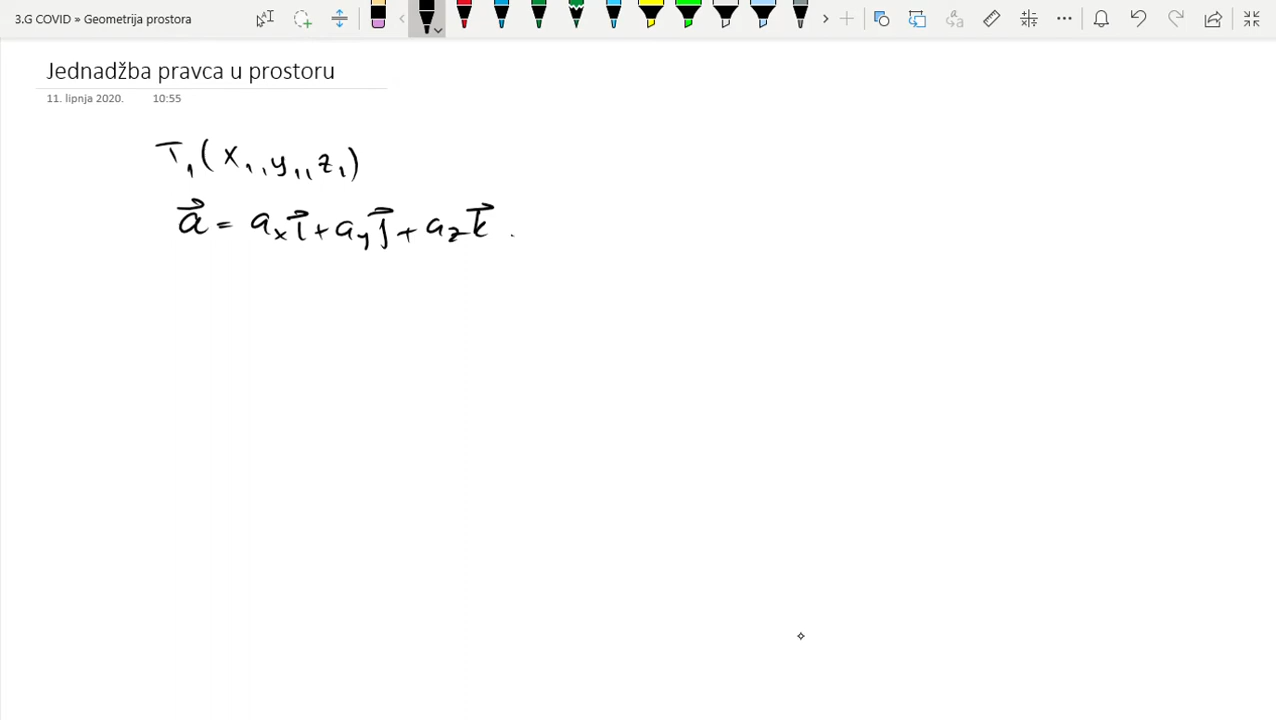 3.G COVID » Geometrija prostora
Jednadžba pravca u prostoru
11. lipnja 2020. 10:55
T₁(x₁,y₁,z₁)
a⃗ = aₓi⃗ + a_y j⃗ + a_z k⃗ .